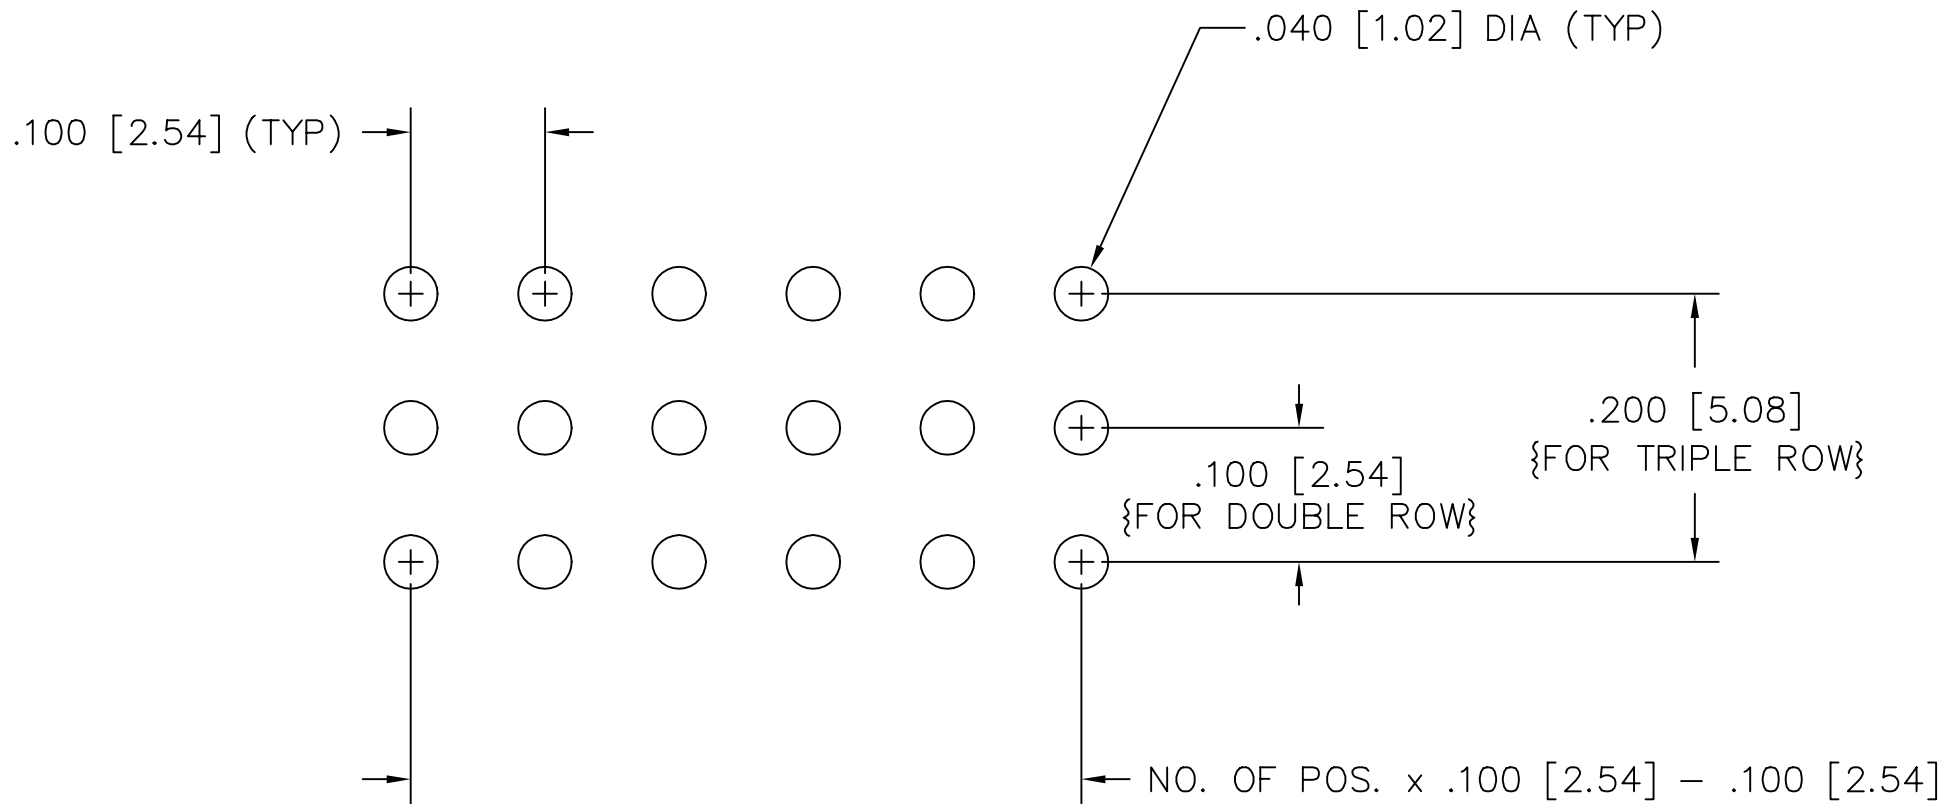 .040 [1.02] DIA (TYP)
.100 [2.54] (TYP)
.200 [5.08]
{FOR TRIPLE ROW}
.100 [2.54]
{FOR DOUBLE ROW}
NO. OF POS. x .100 [2.54] – .100 [2.54]